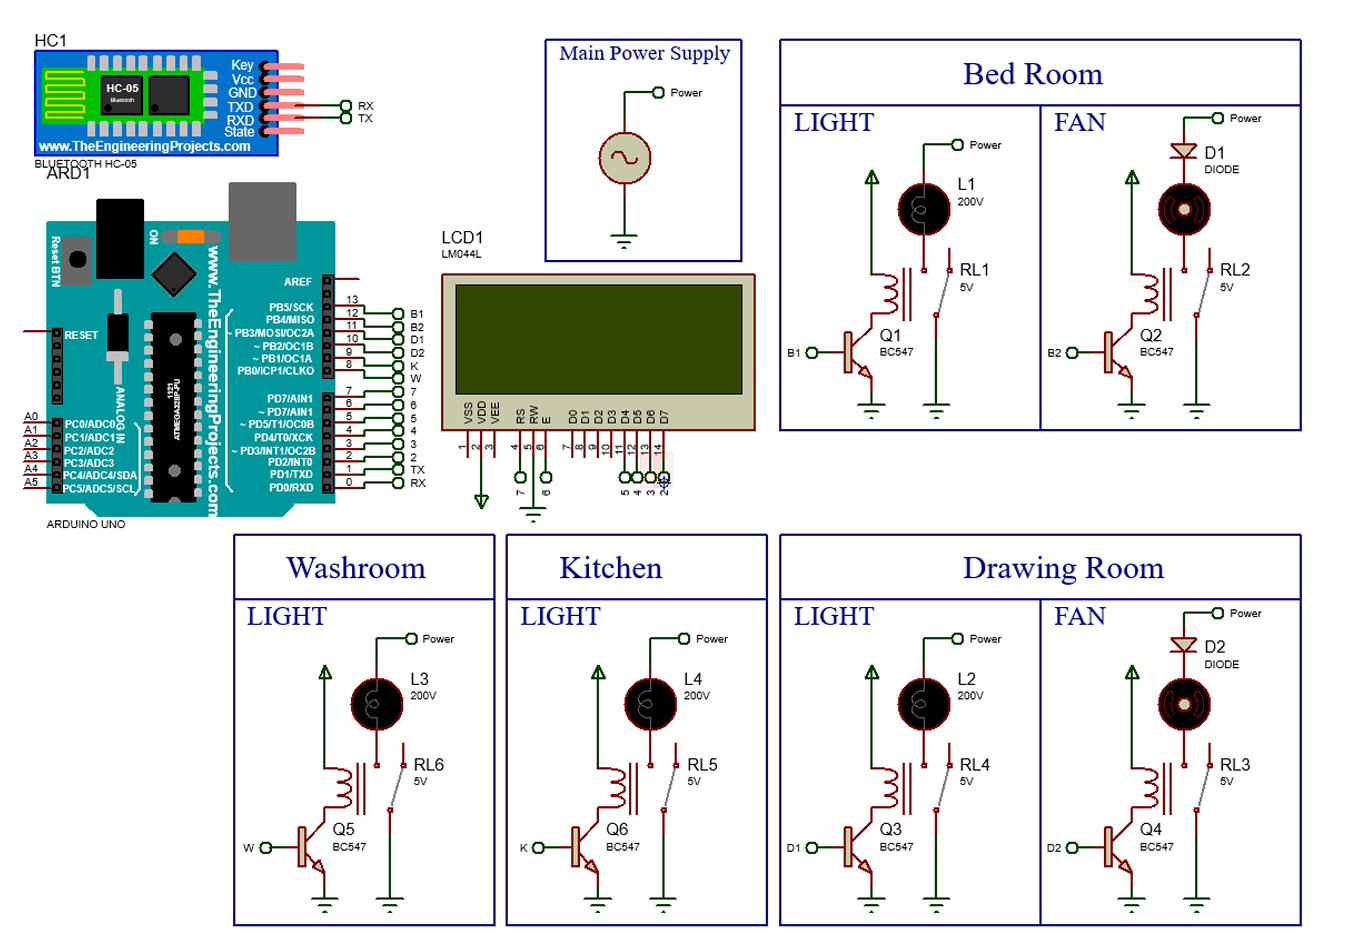 HC1
HC-05
Bluetooth
Key
Vcc
GND
TXD
RXD
State
RX
TX
www.TheEngineeringProjects.com
BLUETOOTH HC-05
ARD1
Reset BTN
ON
www.TheEngineeringProjects.com
ANALOG IN
1121
ATMEGA328P-PU
RESET
A0 PC0/ADC0
A1 PC1/ADC1
A2 PC2/ADC2
A3 PC3/ADC3
A4 PC4/ADC4/SDA
A5 PC5/ADC5/SCL
AREF
PB5/SCK 13 B1
PB4/MISO 12 B2
~ PB3/MOSI/OC2A 11 D1
~ PB2/OC1B 10 D2
~ PB1/OC1A 9 K
PB0/ICP1/CLKO 8 W
PD7/AIN1 7 7
~ PD7/AIN1 6 6
~ PD5/T1/OC0B 5 5
PD4/T0/XCK 4 4
~ PD3/INT1/OC2B 3 3
PD2/INT0 2 2
PD1/TXD 1 TX
PD0/RXD 0 RX
ARDUINO UNO
Main Power Supply
Power
LCD1
LM044L
VSS VDD VEE RS RW E D0 D1 D2 D3 D4 D5 D6 D7
1 2 3 4 5 6 7 8 9 10 11 12 13 14
7 6 5 4 3 2
Bed Room
LIGHT
Power
L1
200V
RL1
5V
Q1
BC547
B1
FAN
Power
D1
DIODE
RL2
5V
Q2
BC547
B2
Washroom
LIGHT
Power
L3
200V
RL6
5V
Q5
BC547
W
Kitchen
LIGHT
Power
L4
200V
RL5
5V
Q6
BC547
K
Drawing Room
LIGHT
Power
L2
200V
RL4
5V
Q3
BC547
D1
FAN
Power
D2
DIODE
RL3
5V
Q4
BC547
D2